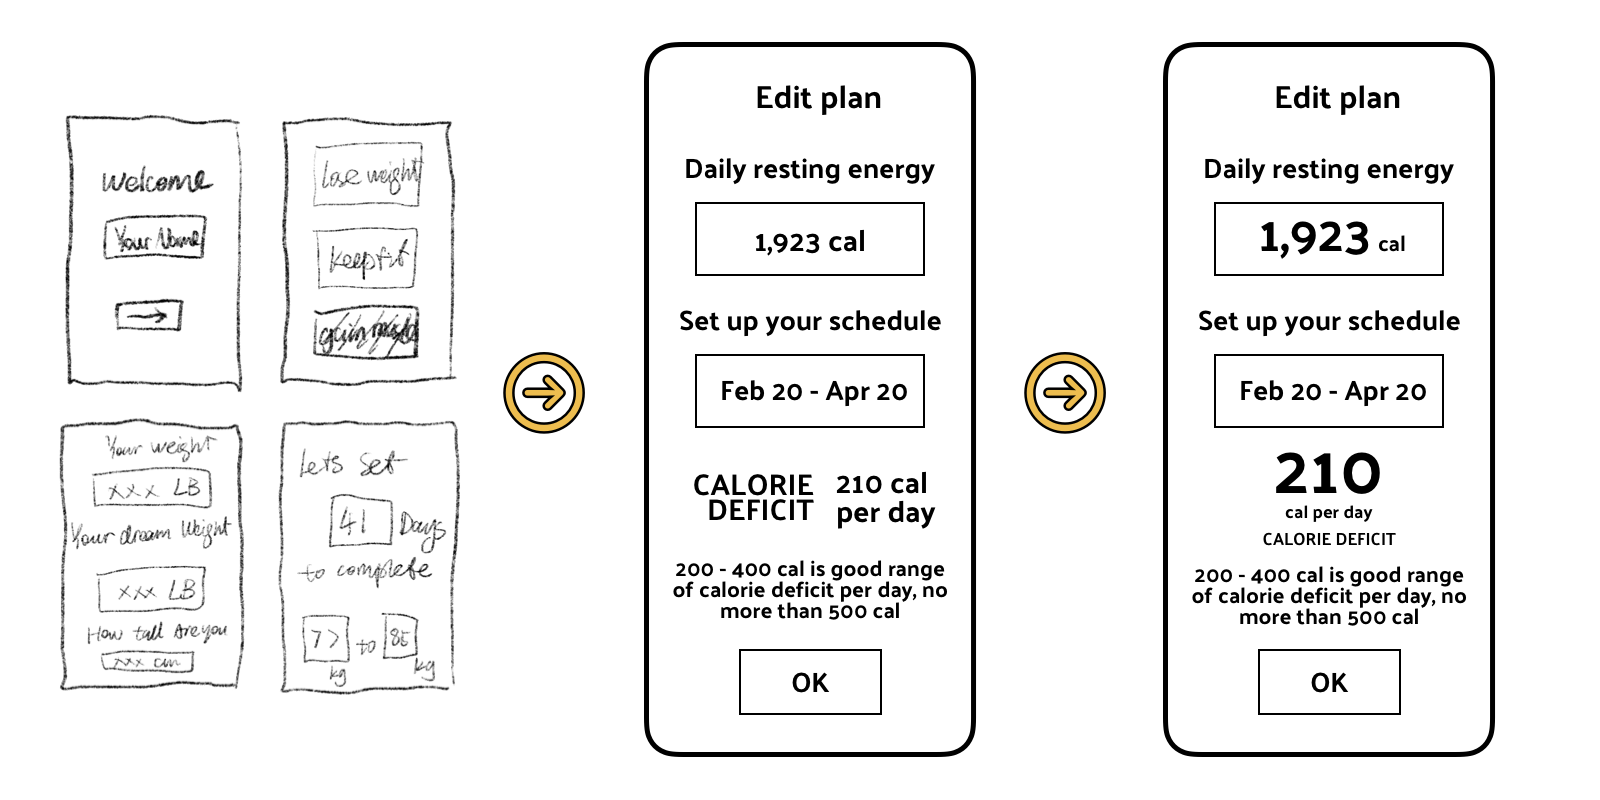 Welcome
Your Name
Lose weight
Keep fit
Your weight
xxx LB
Your dream Weight
xxx LB
How tall Are you
xxx cm
Lets Set
41 Days
to complete
to
kg
kg
Edit plan
Daily resting energy
1,923 cal
Set up your schedule
Feb 20 - Apr 20
CALORIE
DEFICIT
210 cal
per day
200 - 400 cal is good range
of calorie deficit per day, no
more than 500 cal
OK
Edit plan
Daily resting energy
1,923 cal
Set up your schedule
Feb 20 - Apr 20
210
cal per day
CALORIE DEFICIT
200 - 400 cal is good range
of calorie deficit per day, no
more than 500 cal
OK